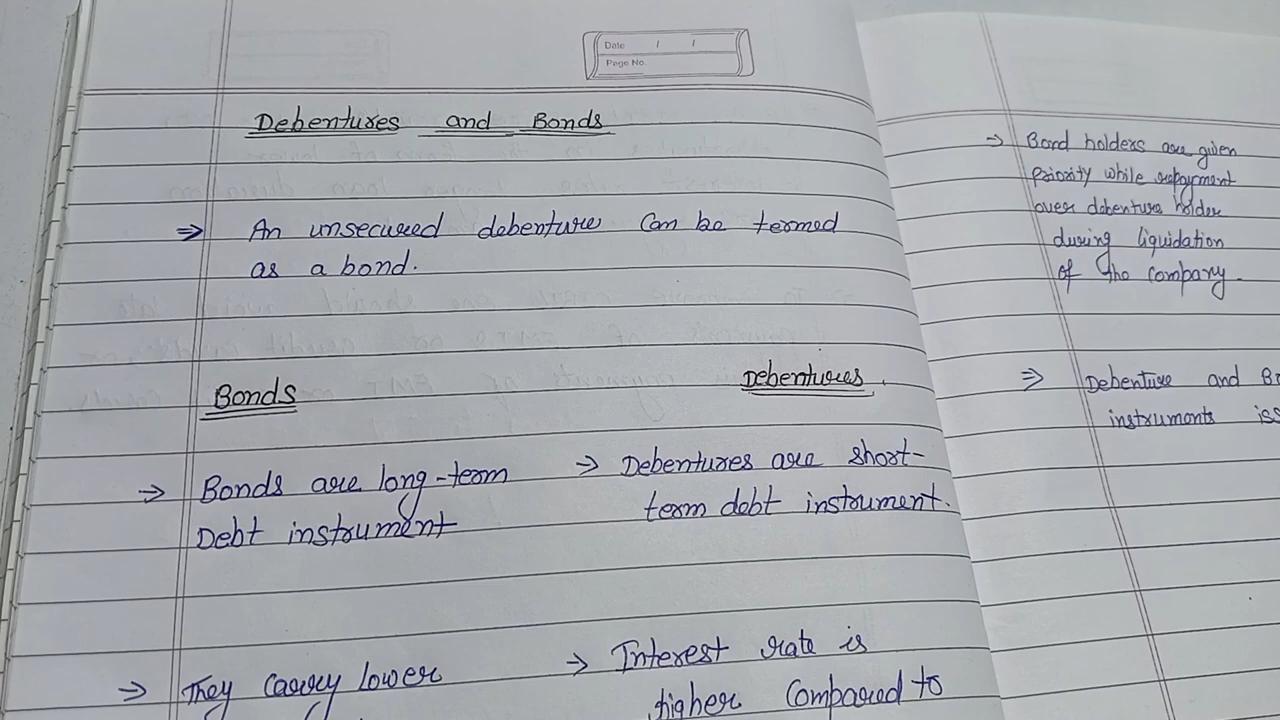 Date / /
Page No.
Debentures and Bonds
⇒ An unsecured debenture can be termed
as a bond.
Bonds
Debentures.
→ Bonds are long-term
Debt instrument
→ Debentures are short-
term debt instrument.
→ They carry lower
→ Interest rate is
higher compared to
→ Bond holders are given
priority while repayment
over debenture holder
during liquidation
of the company.
⇒ Debenture and
instruments